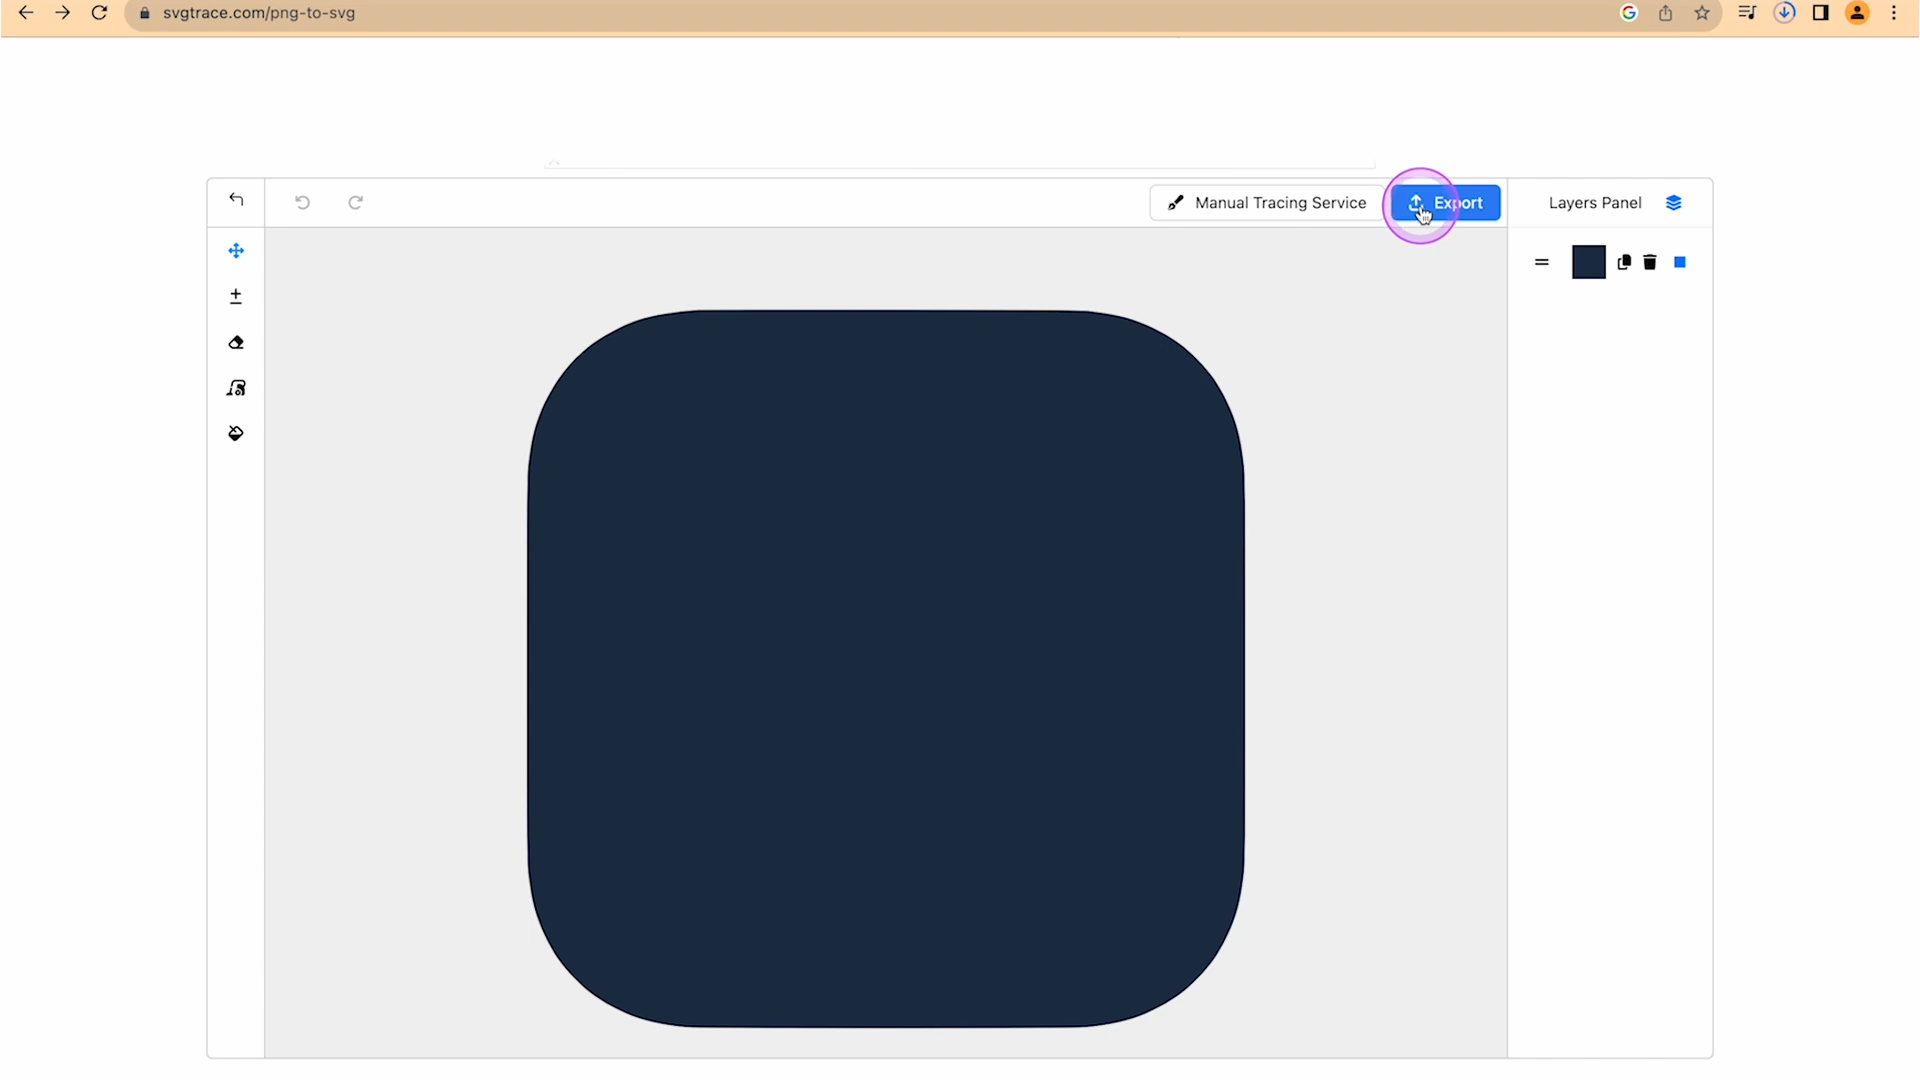 svgtrace.com/png-to-svg
Manual Tracing Service
Export
Layers Panel